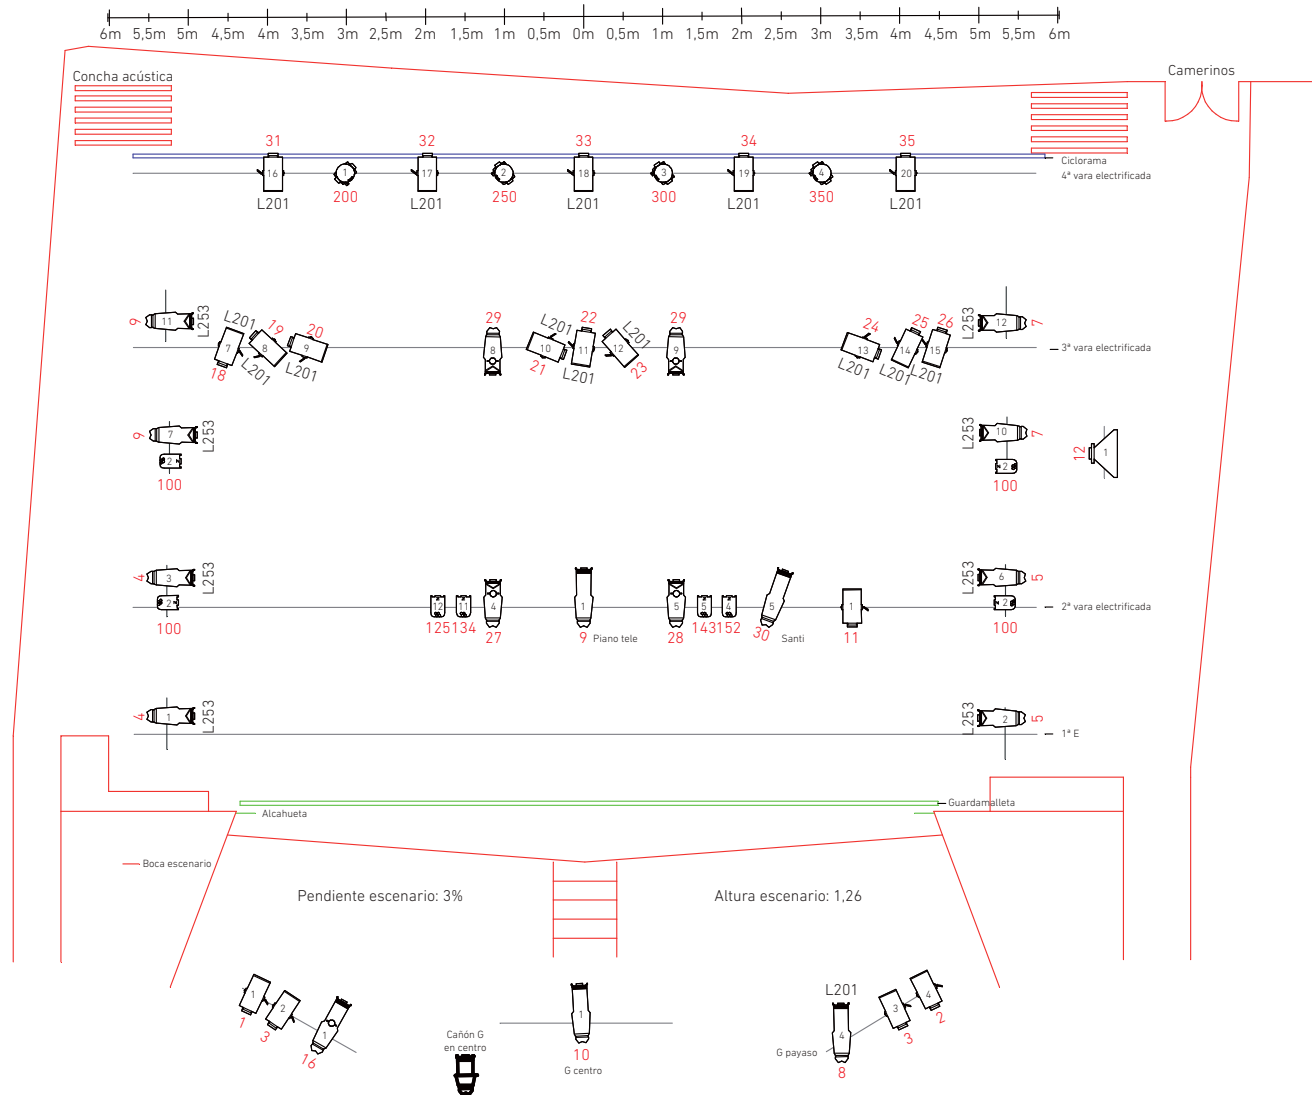 6m 5,5m 5m 4,5m 4m 3,5m 3m 2,5m 2m 1,5m 1m 0,5m 0m 0,5m 1m 1,5m 2m 2,5m 3m 3,5m 4m 4,5m 5m 5,5m 6m
Concha acústica
Camerinos
31 32 33 34 35
Ciclorama
16 1 17 2 18 3 19 4 20
4ª vara electrificada
200 250 300 350
L201 L201 L201 L201 L201
9 11 L253
L201 19 20
7 8 9
18 L201 L201
29 8
L201 22 L201
10 11 12
21 L201 23
29 9
24 25 26
13 14 15
L201 L201 L201
L253 12 7
3ª vara electrificada
9 7 L253
2
100
L253 10 7
2
100
12 1
4 3 L253
2
100
12 11 4 1 5 5 4 5 1
125 134 27 9 Piano tele 28 143 152 30 Santi 11
L253 6 5
2
100
2ª vara electrificada
4 1 L253
L253 2 5
1ª E
Guardamalleta
Alcahueta
Boca escenario
Pendiente escenario: 3%
Altura escenario: 1,26
1 2 1
1 3 16
Cañón G
en centro
1
10
G centro
L201
4 3 4
G payaso
8 3 2